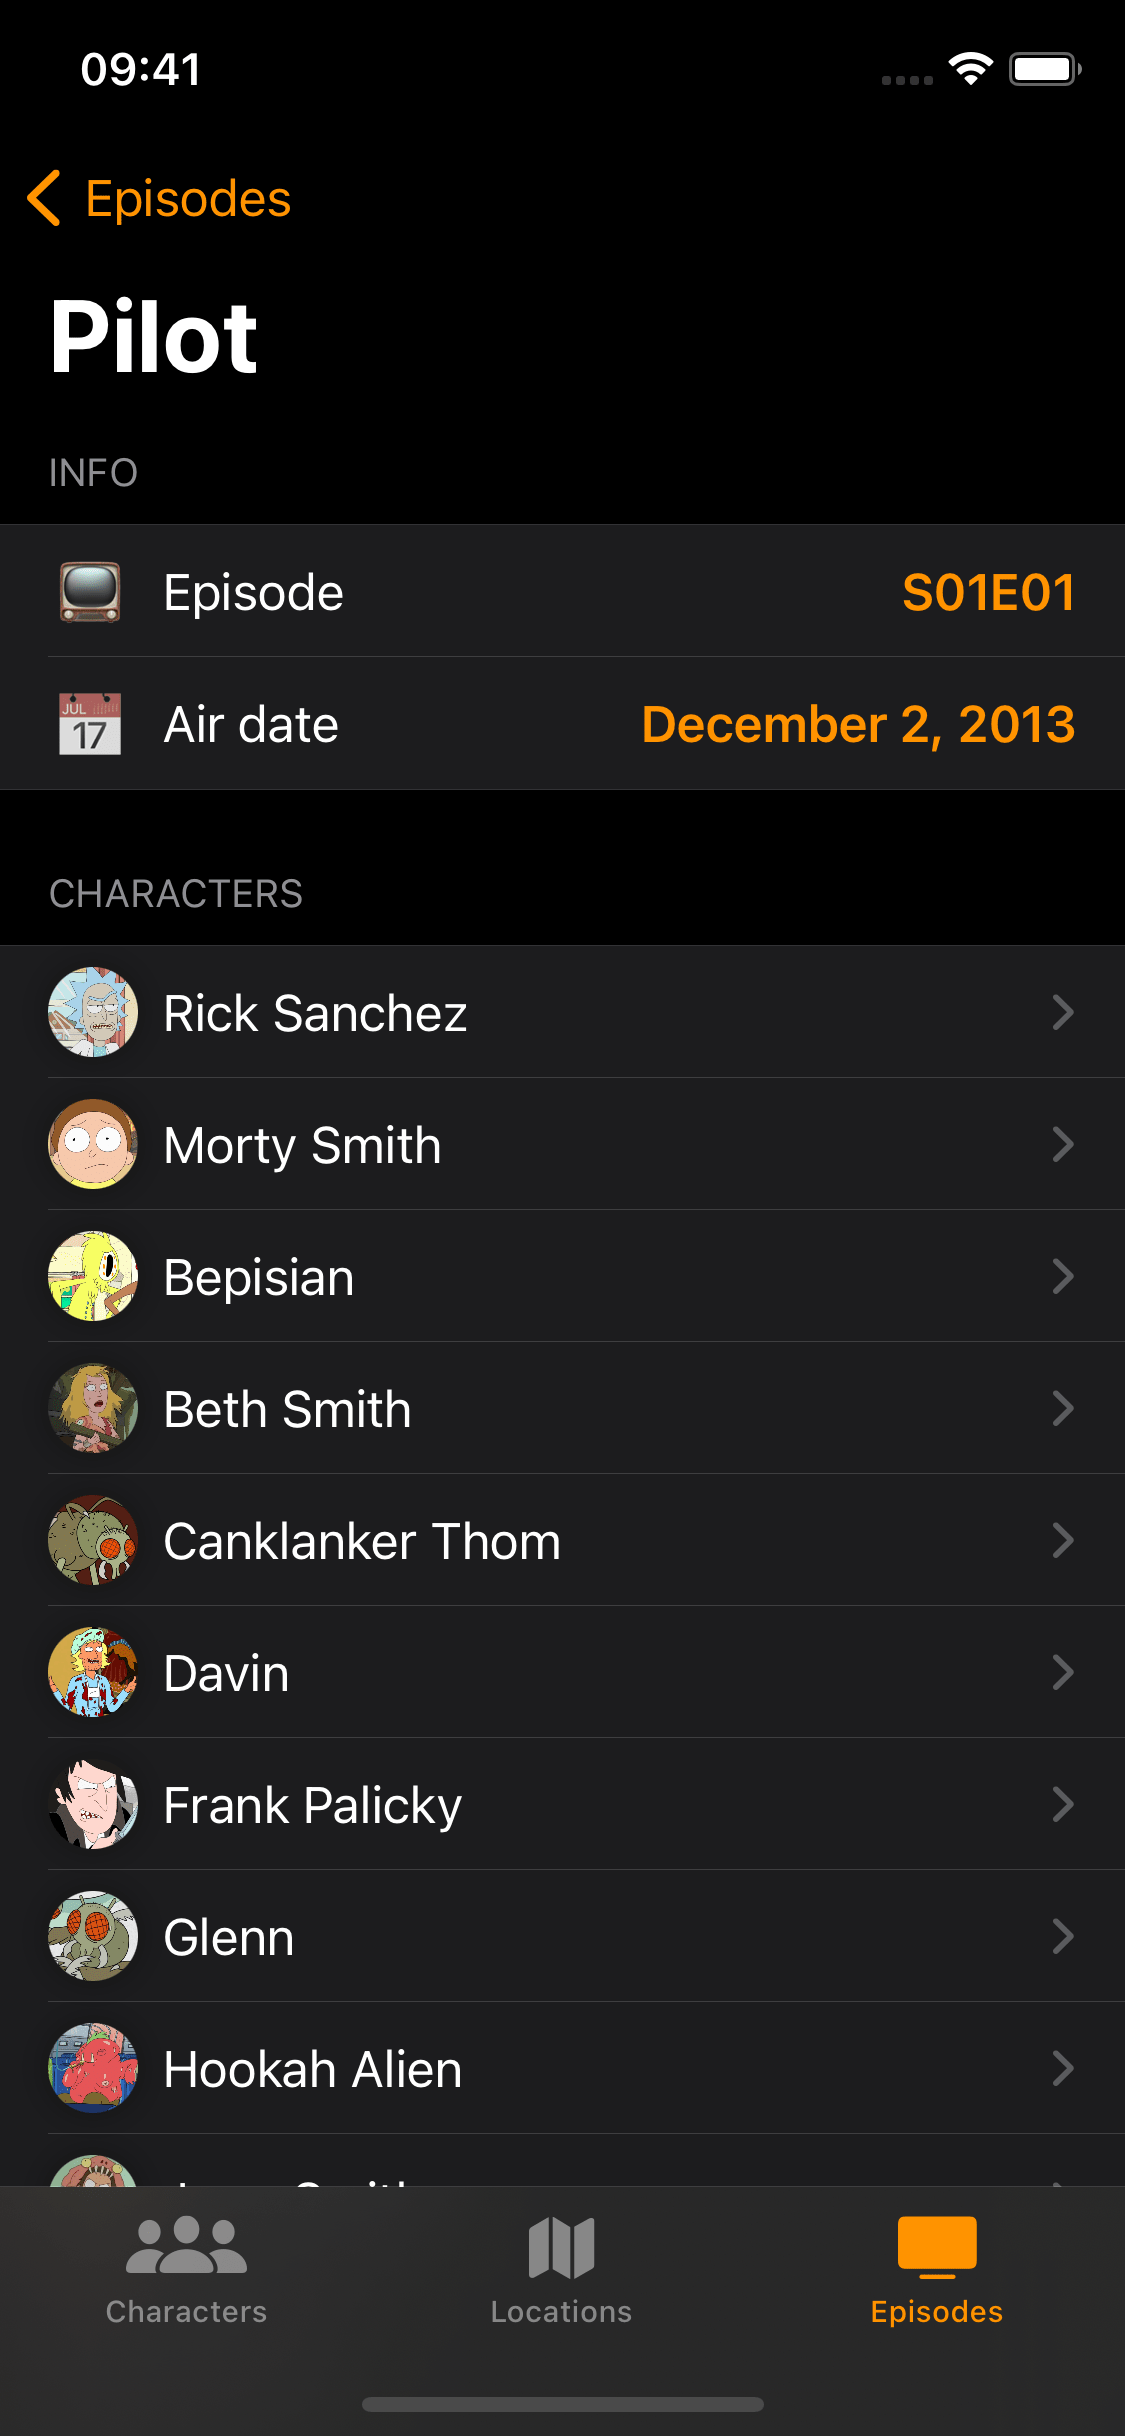 09:41
Episodes
Pilot
INFO
Episode
S01E01
JUL
17
Air date
December 2, 2013
CHARACTERS
Rick Sanchez
Morty Smith
Bepisian
Beth Smith
Canklanker Thom
Davin
Frank Palicky
Glenn
Hookah Alien
Characters
Locations
Episodes